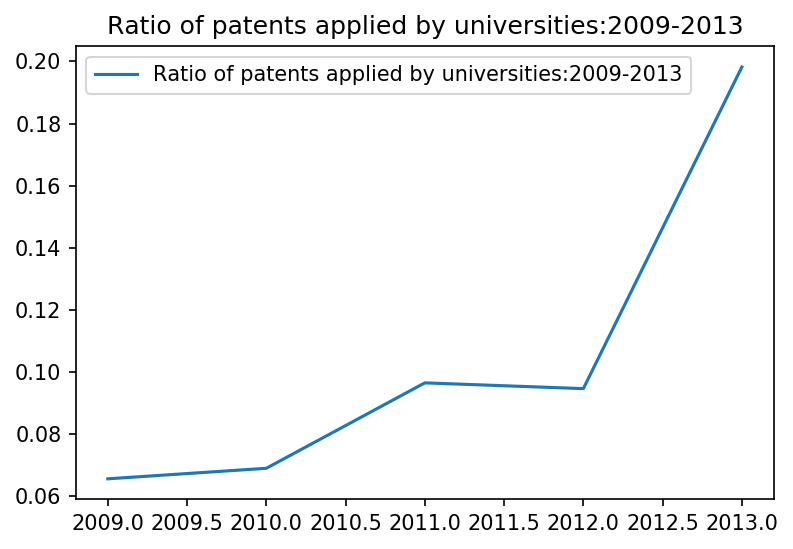 Ratio of patents applied by universities:2009-2013
Ratio of patents applied by universities:2009-2013
0.20
0.18
0.16
0.14
0.12
0.10
0.08
0.06
2009.0 2009.5 2010.0 2010.5 2011.0 2011.5 2012.0 2012.5 2013.0